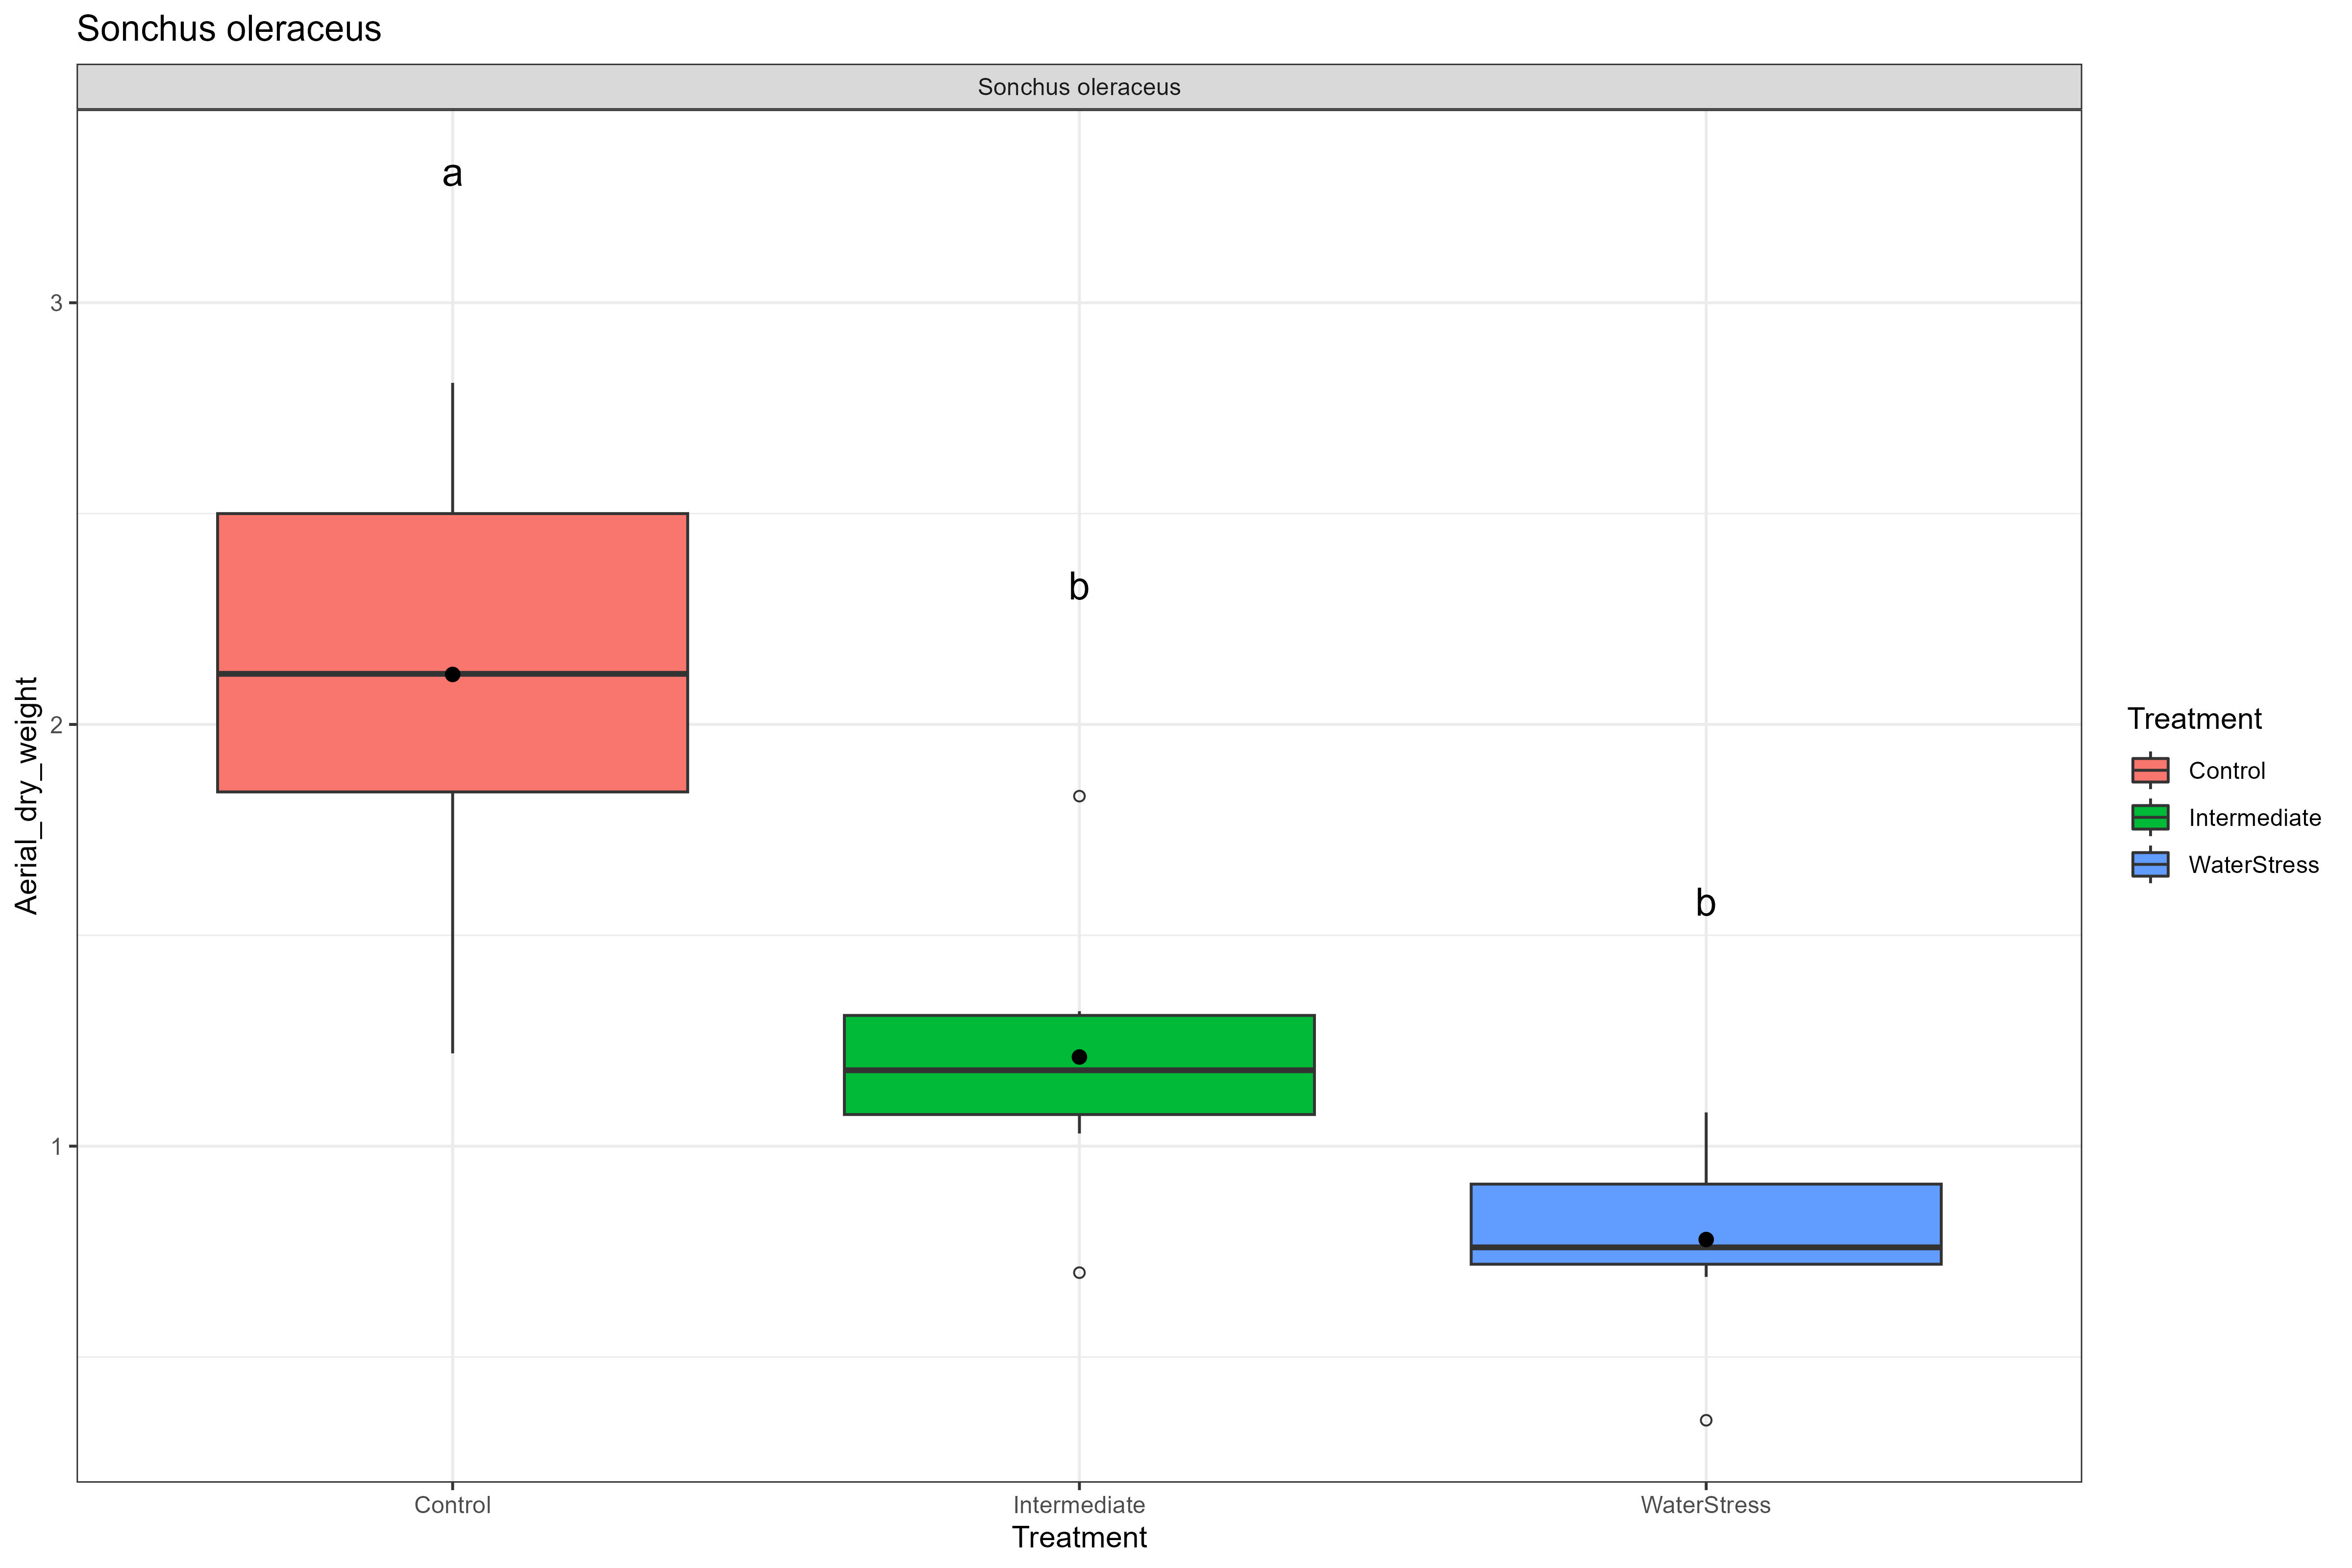 Sonchus oleraceus
Sonchus oleraceus
a
3
b
2
b
1
Aerial_dry_weight
Control
Intermediate
WaterStress
Treatment
Treatment
Control
Intermediate
WaterStress